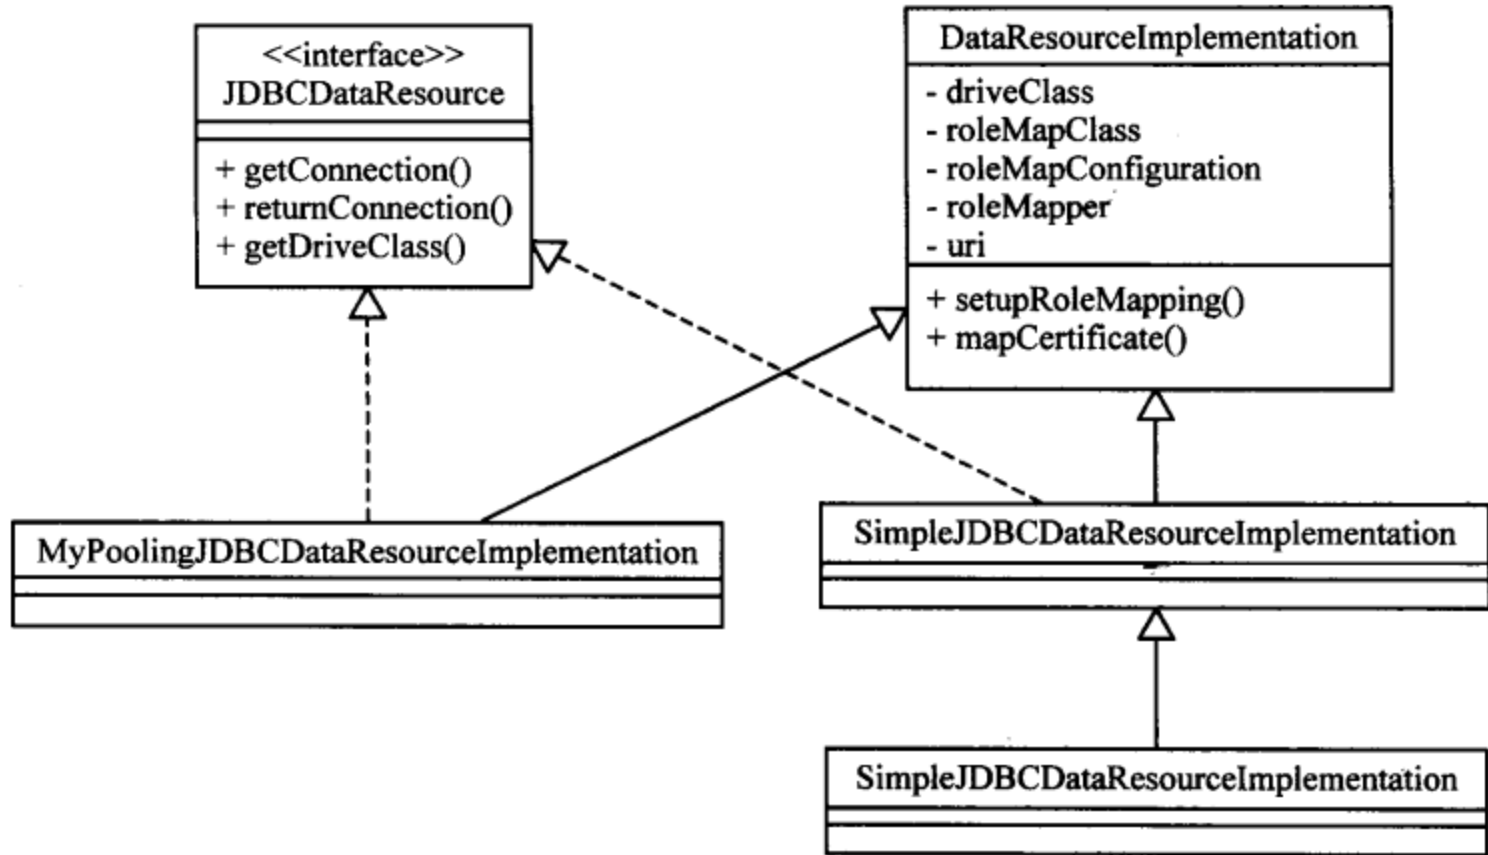 <<interface>>
JDBCDataResource
+ getConnection()
+ returnConnection()
+ getDriveClass()
DataResourceImplementation
- driveClass
- roleMapClass
- roleMapConfiguration
- roleMapper
- uri
+ setupRoleMapping()
+ mapCertificate()
MyPoolingJDBCDataResourceImplementation
SimpleJDBCDataResourceImplementation
SimpleJDBCDataResourceImplementation